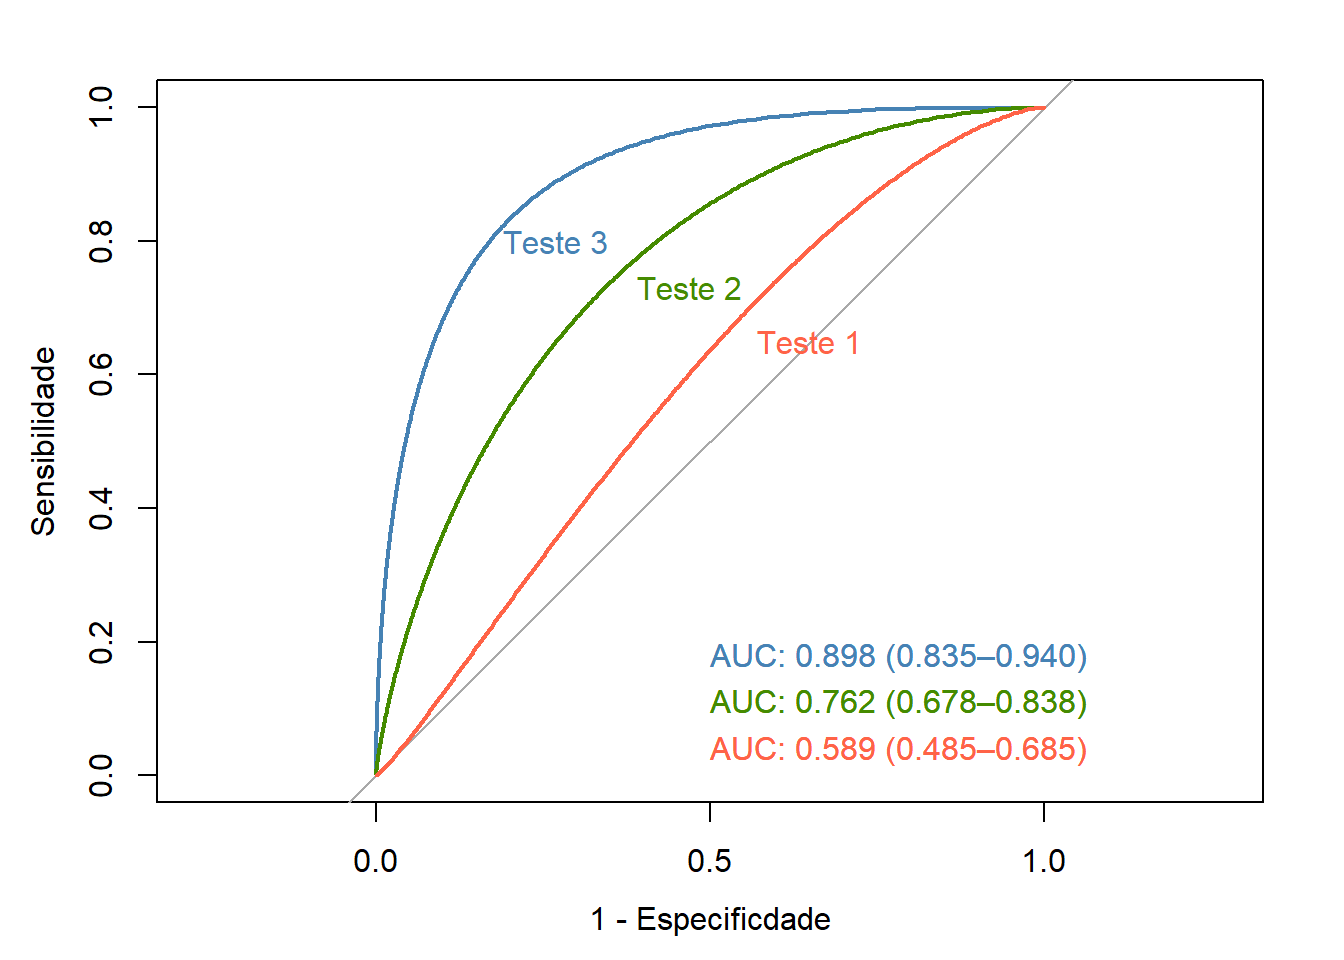 1.0
0.8
0.6
0.4
0.2
0.0
Sensibilidade
Teste 3
Teste 2
Teste 1
AUC: 0.898 (0.835–0.940)
AUC: 0.762 (0.678–0.838)
AUC: 0.589 (0.485–0.685)
0.0 0.5 1.0
1 - Especificdade